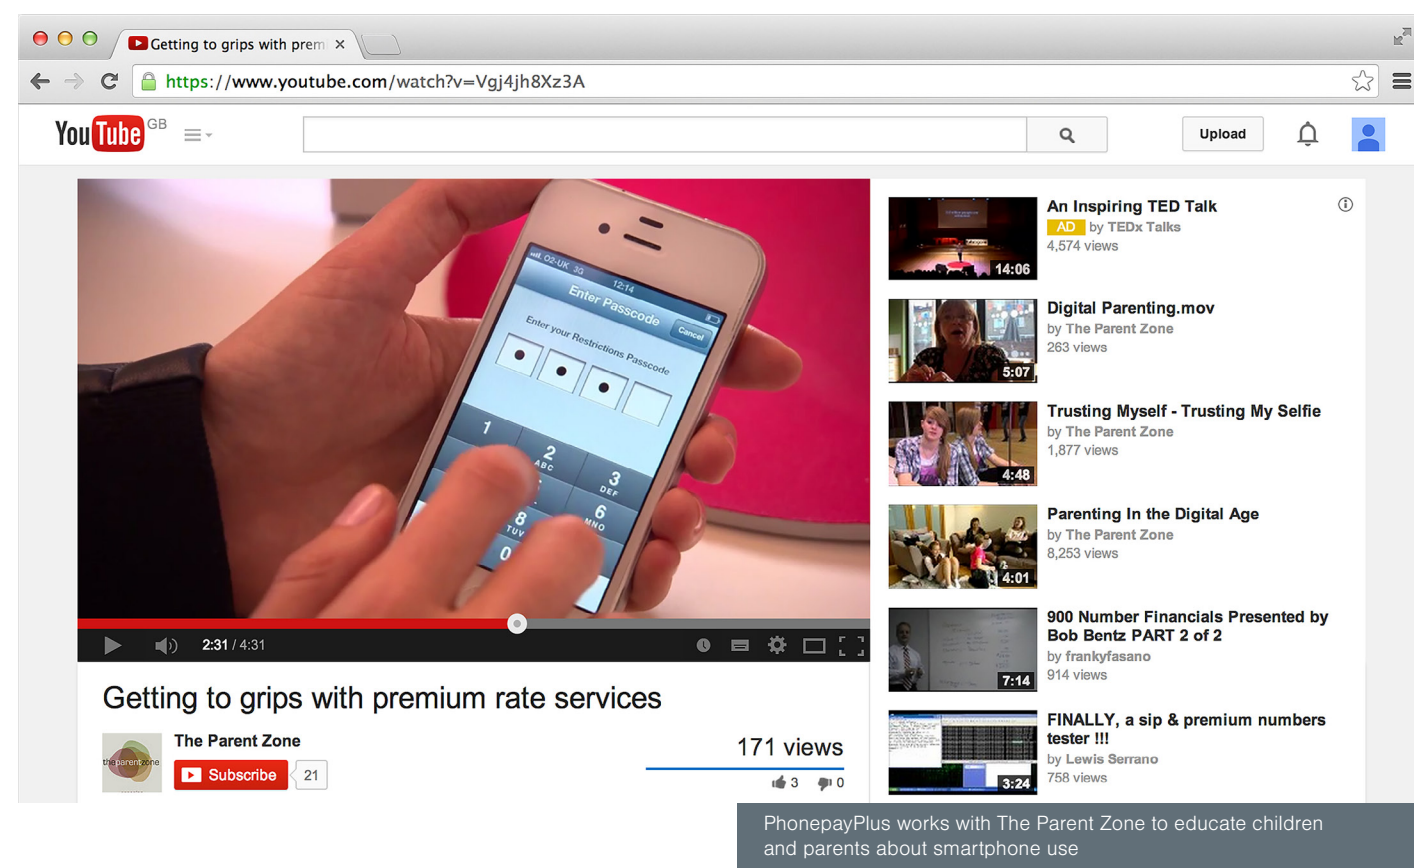 Getting to grips with prem
https://www.youtube.com/watch?v=Vgj4jh8Xz3A
YouTube GB
Upload
O2-UK 3G 12:14
Enter Passcode Cancel
Enter your Restrictions Passcode
1
2
ABC
3
DEF
6
MNO
8
TUV
0
2:31 / 4:31
Getting to grips with premium rate services
theparentzone
The Parent Zone
Subscribe 21
171 views
3 0
An Inspiring TED Talk
AD by TEDx Talks
4,574 views
14:06
Digital Parenting.mov
by The Parent Zone
263 views
5:07
Trusting Myself - Trusting My Selfie
by The Parent Zone
1,877 views
4:48
Parenting In the Digital Age
by The Parent Zone
8,253 views
4:01
900 Number Financials Presented by
Bob Bentz PART 2 of 2
by frankyfasano
914 views
7:14
FINALLY, a sip & premium numbers
tester !!!
by Lewis Serrano
758 views
3:24
PhonepayPlus works with The Parent Zone to educate children
and parents about smartphone use